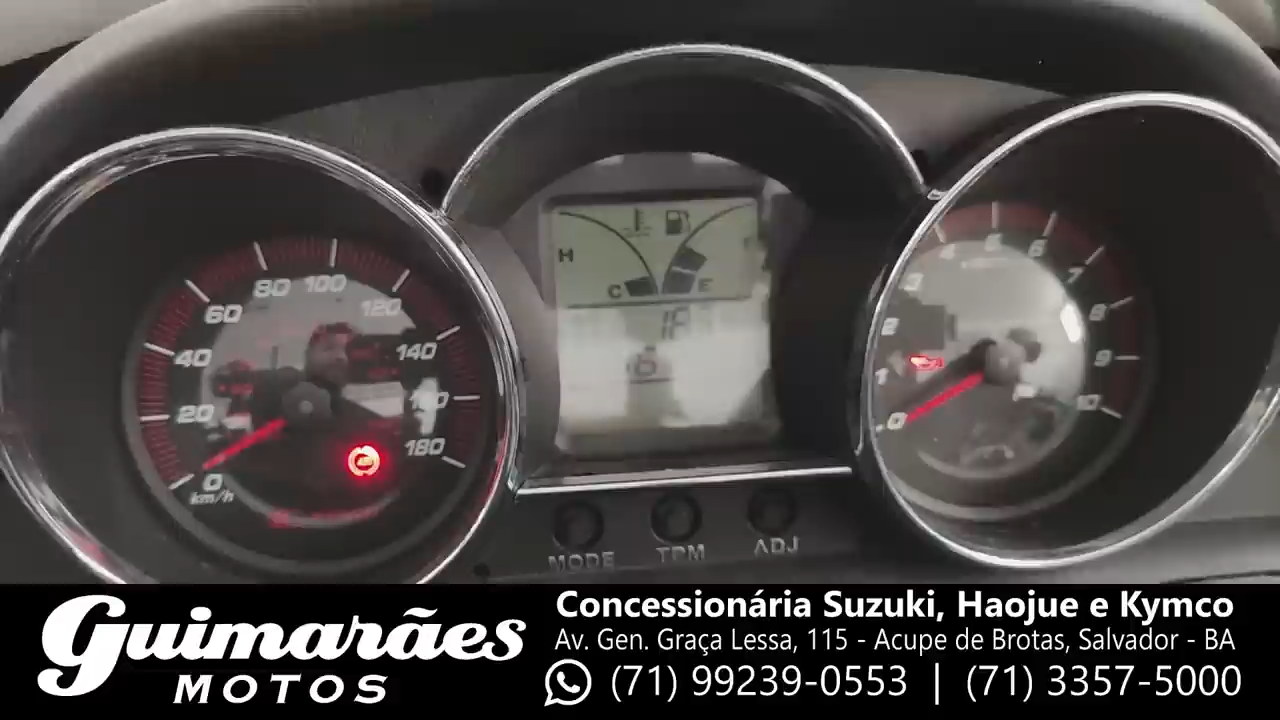 80 100
60 120
40 140
20
180
0
km/h
H
C E
18
4 5 6
3 7
2 8
1 9
0 10
MODE TPM ADJ
Guimarães
MOTOS
Concessionária Suzuki, Haojue e Kymco
Av. Gen. Graça Lessa, 115 - Acupe de Brotas, Salvador - BA
(71) 99239-0553 | (71) 3357-5000